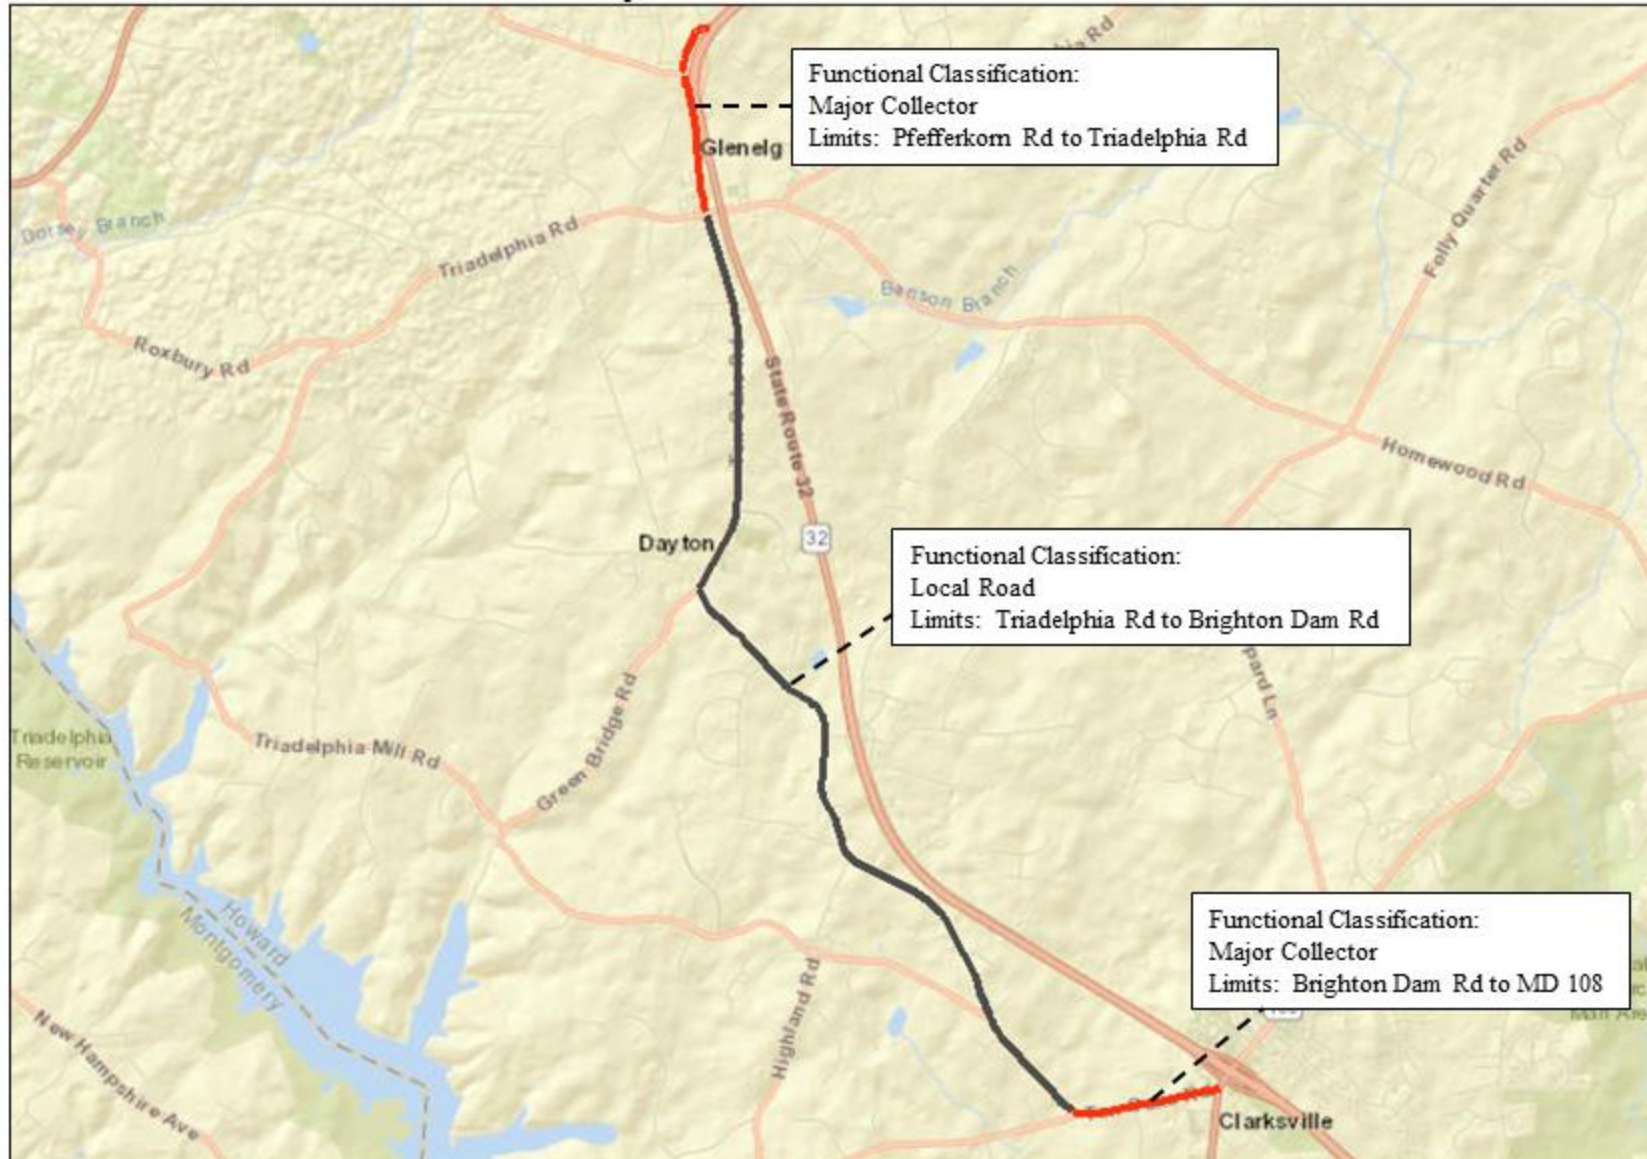 Functional Classification:
Major Collector
Limits: Pfefferkorn Rd to Triadelphia Rd
Glenelg
Folly Quarter Rd
Dorsey Branch
Triadelphia Rd
Benson Branch
Roxbury Rd
State Route 32
Homewood Rd
Dayton
32
Functional Classification:
Local Road
Limits: Triadelphia Rd to Brighton Dam Rd
Triadelphia
Reservoir
Triadelphia Mill Rd
Green Bridge Rd
Howard
Montgomery
Highland Rd
Functional Classification:
Major Collector
Limits: Brighton Dam Rd to MD 108
New Hampshire Ave
Clarksville